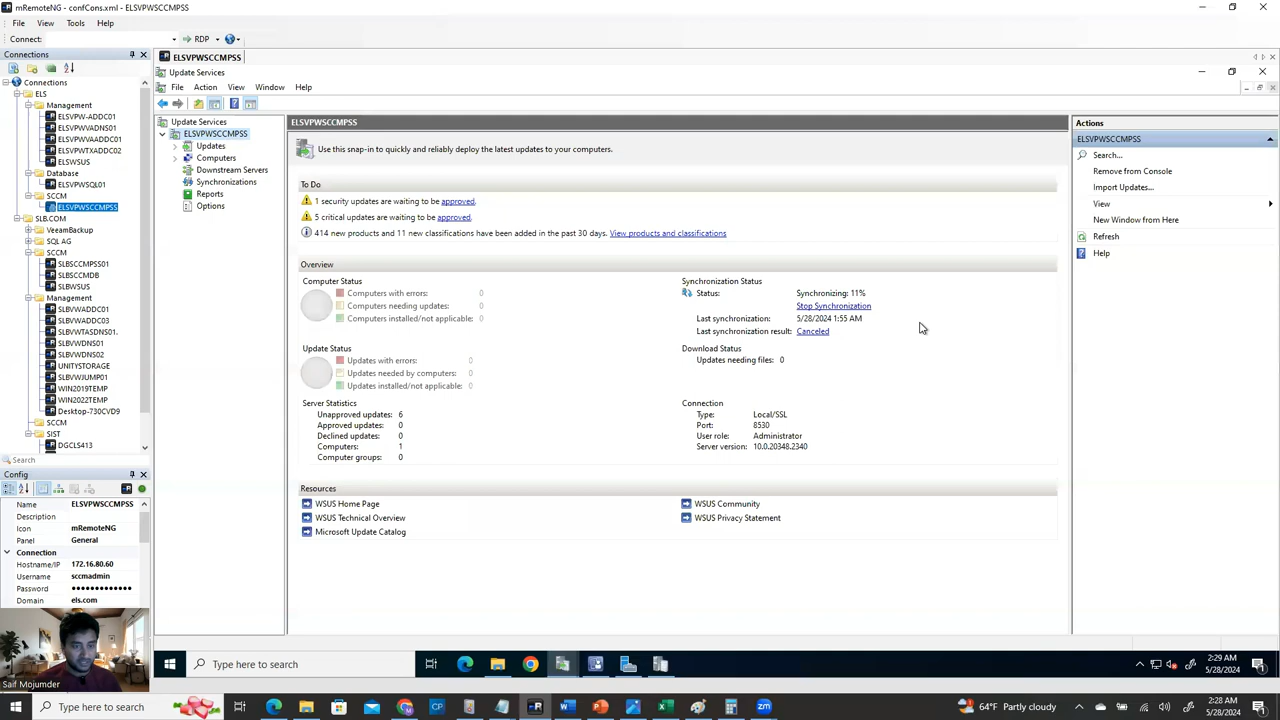 mRemoteNG - confCons.xml - ELSVPWSCCMPSS
File View Tools Help
Connect: RDP
Connections
Connections
ELS
Management
ELSVPW-ADDC01
ELSVPWVADNS01
ELSVPWVAADDC01
ELSVPWTXADDC02
ELSWSUS
Database
ELSVPWSQL01
SCCM
ELSVPWSCCMPSS
SLB.COM
VeeamBackup
SQL AG
SCCM
SLBSCCMPSS01
SLBSCCMDB
SLBWSUS
Management
SLBVWADDC01
SLBVWADDC03
SLBVWTASDNS01.
SLBVWDNS01
SLBVWDNS02
UNITYSTORAGE
SLBVWJUMP01
WIN2019TEMP
WIN2022TEMP
Desktop-730CVD9
SCCM
SIST
DGCLS413
Search
Config
Name ELSVPWSCCMPSS
Description
Icon mRemoteNG
Panel General
Connection
Hostname/IP 172.16.80.60
Username sccmadmin
Password ●●●●●●●●●●●●●
Domain els.com
Saif Mojumder
ELSVPWSCCMPSS
Update Services
File Action View Window Help
Update Services
ELSVPWSCCMPSS
Updates
Computers
Downstream Servers
Synchronizations
Reports
Options
ELSVPWSCCMPSS
Use this snap-in to quickly and reliably deploy the latest updates to your computers.
To Do
1 security updates are waiting to be approved.
5 critical updates are waiting to be approved.
414 new products and 11 new classifications have been added in the past 30 days. View products and classifications
Overview
Computer Status
Computers with errors: 0
Computers needing updates: 0
Computers installed/not applicable: 0
Update Status
Updates with errors: 0
Updates needed by computers: 0
Updates installed/not applicable: 0
Server Statistics
Unapproved updates: 6
Approved updates: 0
Declined updates: 0
Computers: 1
Computer groups: 0
Synchronization Status
Status: Synchronizing: 11%
Stop Synchronization
Last synchronization: 5/28/2024 1:55 AM
Last synchronization result: Canceled
Download Status
Updates needing files: 0
Connection
Type: Local/SSL
Port: 8530
User role: Administrator
Server version: 10.0.20348.2340
Resources
WSUS Home Page
WSUS Technical Overview
Microsoft Update Catalog
WSUS Community
WSUS Privacy Statement
Actions
ELSVPWSCCMPSS
Search...
Remove from Console
Import Updates...
View
New Window from Here
Refresh
Help
Type here to search
2:29 AM
5/28/2024
Type here to search
64°F Partly cloudy
2:28 AM
5/28/2024